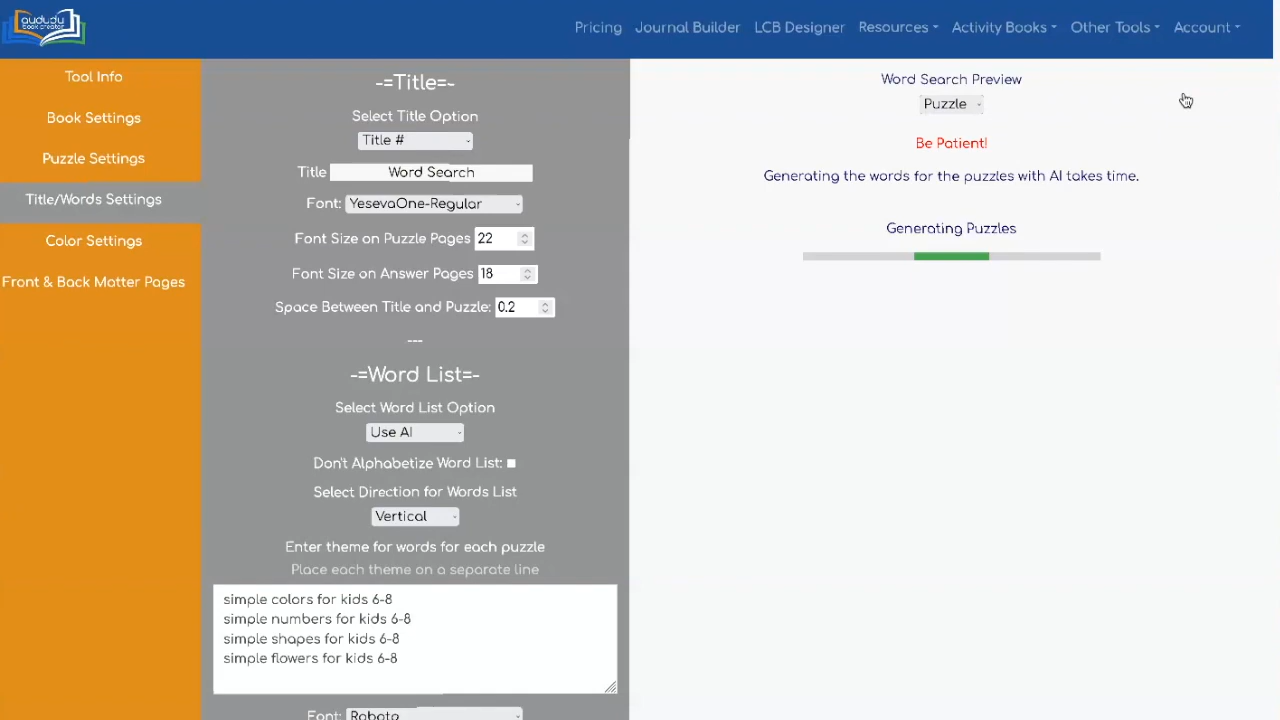 aududu
book creator
Pricing
Journal Builder
LCB Designer
Resources
Activity Books
Other Tools
Account
Tool Info
Book Settings
Puzzle Settings
Title/Words Settings
Color Settings
Front & Back Matter Pages
-=Title=-
Select Title Option
Title #
Title Word Search
Font: YesevaOne-Regular
Font Size on Puzzle Pages 22
Font Size on Answer Pages 18
Space Between Title and Puzzle: 0.2
---
-=Word List=-
Select Word List Option
Use AI
Don't Alphabetize Word List:
Select Direction for Words List
Vertical
Enter theme for words for each puzzle
Place each theme on a separate line
simple colors for kids 6-8
simple numbers for kids 6-8
simple shapes for kids 6-8
simple flowers for kids 6-8
Font: Roboto
Word Search Preview
Puzzle
Be Patient!
Generating the words for the puzzles with AI takes time.
Generating Puzzles